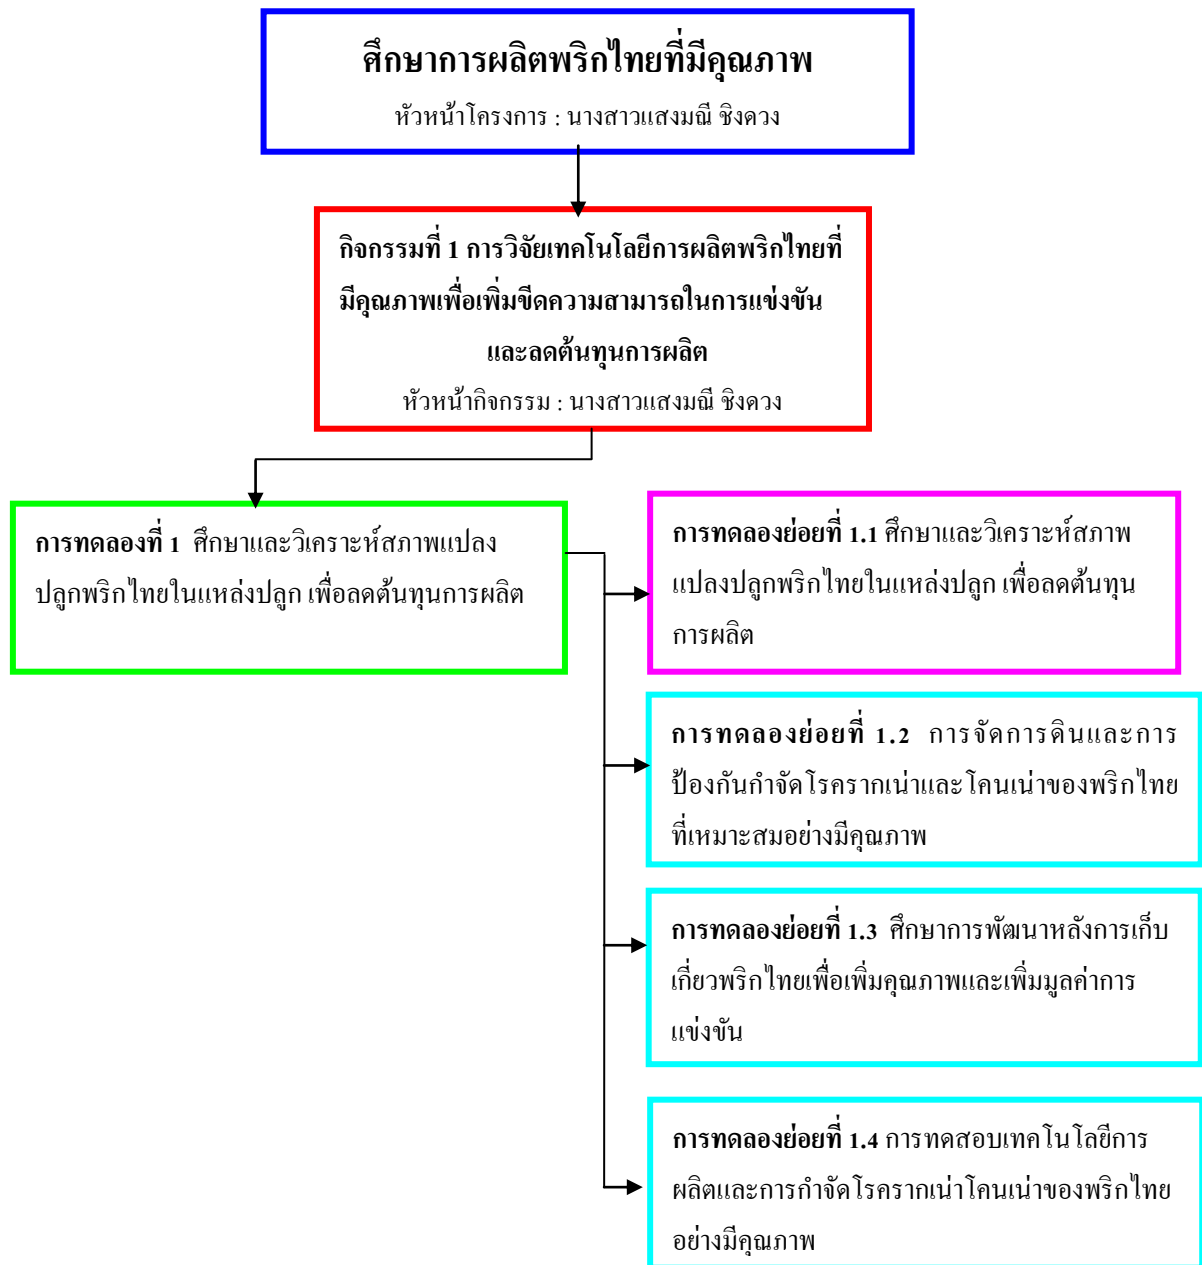 ศึกษาการผลิตพริกไทยที่มีคุณภาพ
หัวหน้าโครงการ : นางสาวแสงมณี ชิงดวง
กิจกรรมที่ 1 การวิจัยเทคโนโลยีการผลิตพริกไทยที่
มีคุณภาพเพื่อเพิ่มขีดความสามารถในการแข่งขัน
และลดต้นทุนการผลิต
หัวหน้ากิจกรรม : นางสาวแสงมณี ชิงดวง
การทดลองที่ 1 ศึกษาและวิเคราะห์สภาพแปลง
ปลูกพริกไทยในแหล่งปลูก เพื่อลดต้นทุนการผลิต
การทดลองย่อยที่ 1.1 ศึกษาและวิเคราะห์สภาพ
แปลงปลูกพริกไทยในแหล่งปลูก เพื่อลดต้นทุน
การผลิต
การทดลองย่อยที่ 1.2 การจัดการดินและการ
ป้องกันกำจัดโรครากเน่าและโคนเน่าของพริกไทย
ที่เหมาะสมอย่างมีคุณภาพ
การทดลองย่อยที่ 1.3 ศึกษาการพัฒนาหลังการเก็บ
เกี่ยวพริกไทยเพื่อเพิ่มคุณภาพและเพิ่มมูลค่าการ
แข่งขัน
การทดลองย่อยที่ 1.4 การทดสอบเทคโนโลยีการ
ผลิตและการกำจัดโรครากเน่าโคนเน่าของพริกไทย
อย่างมีคุณภาพ